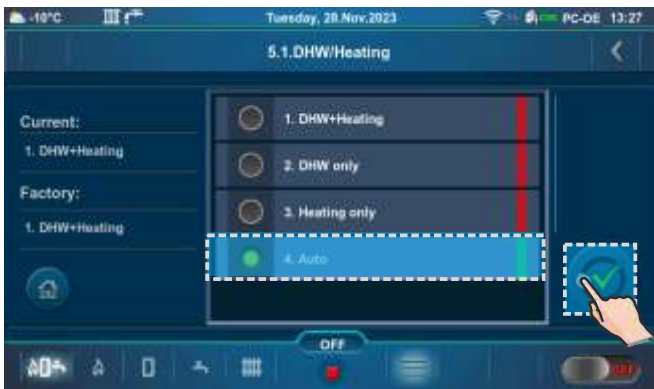 -10°C
Tuesday, 28.Nov.2023
PC-OE 13:27
5.1.DHW/Heating
Current:
1. DHW+Heating
Factory:
1. DHW+Heating
1. DHW+Heating
2. DHW only
3. Heating only
4. Auto
OFF
OFF